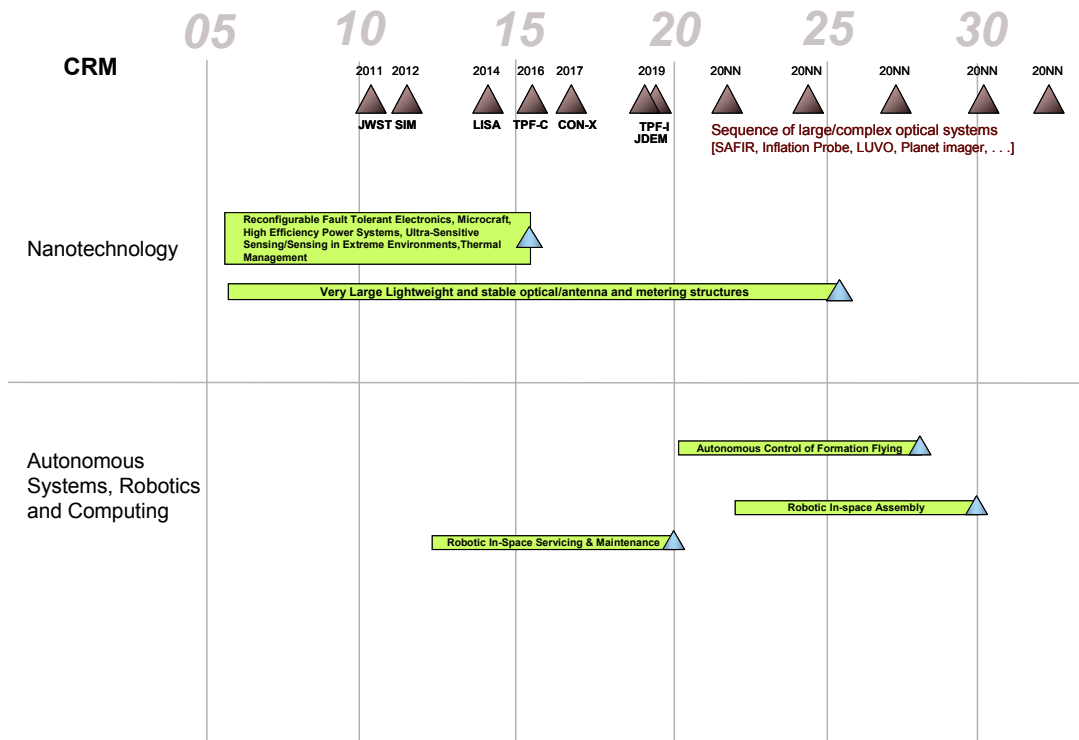 05 10 15 20 25 30
CRM
2011 2012 2014 2016 2017 2019 20NN 20NN 20NN 20NN 20NN
JWST SIM LISA TPF-C CON-X TPF-I
JDEM
Sequence of large/complex optical systems
[SAFIR, Inflation Probe, LUVO, Planet imager, . . .]
Nanotechnology
Reconfigurable Fault Tolerant Electronics, Microcraft,
High Efficiency Power Systems, Ultra-Sensitive
Sensing/Sensing in Extreme Environments,Thermal
Management
Very Large Lightweight and stable optical/antenna and metering structures
Autonomous
Systems, Robotics
and Computing
Autonomous Control of Formation Flying
Robotic In-space Assembly
Robotic In-Space Servicing & Maintenance